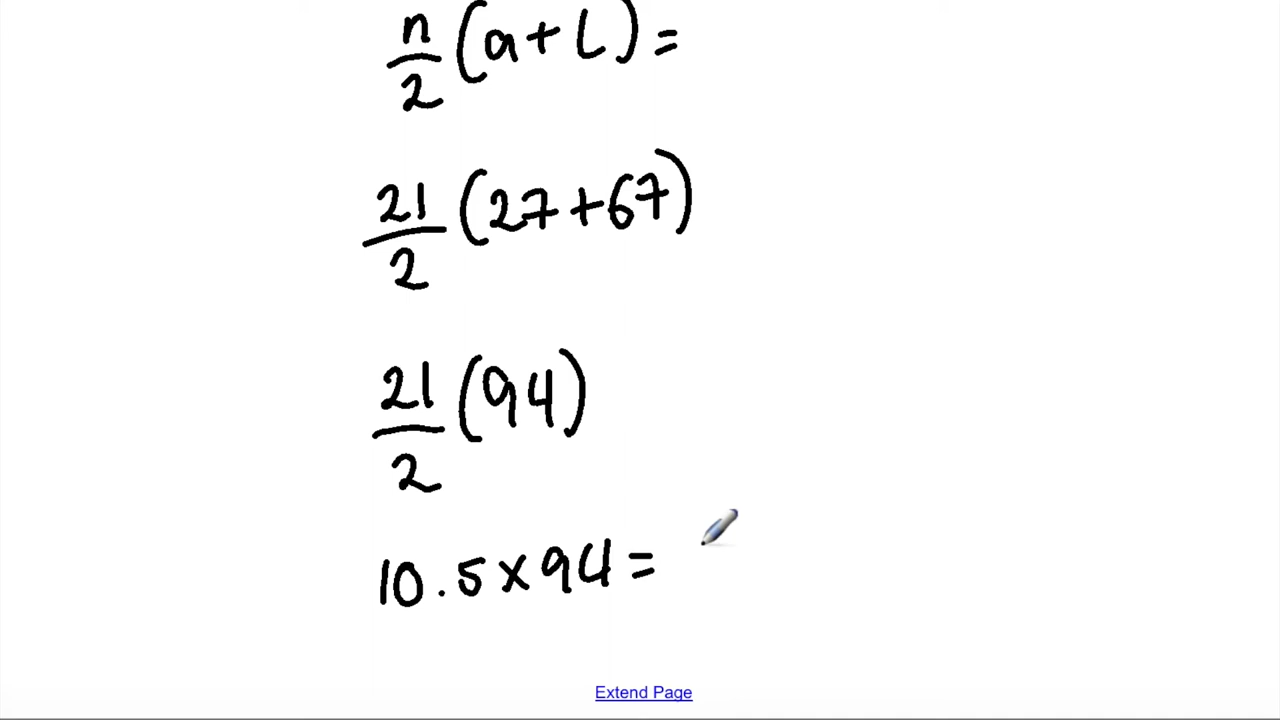 n/2 (a + L) =
21/2 (27 + 67)
21/2 (94)
10.5 x 94 =
Extend Page